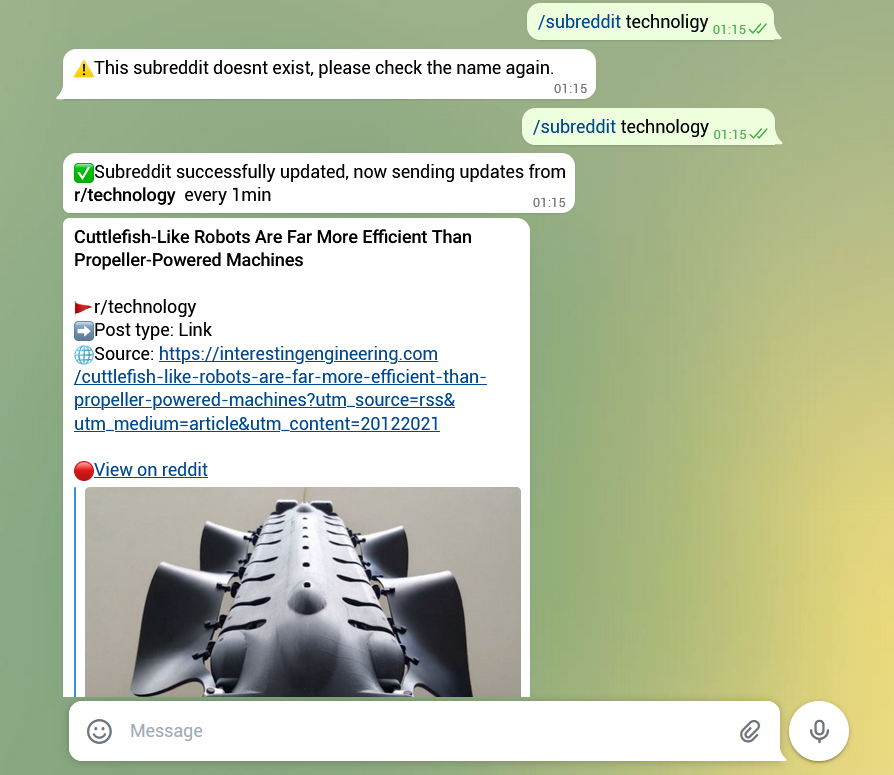 /subreddit technoligy 01:15
This subreddit doesnt exist, please check the name again.
01:15
/subreddit technology 01:15
Subreddit successfully updated, now sending updates from
r/technology every 1min
01:15
Cuttlefish-Like Robots Are Far More Efficient Than
Propeller-Powered Machines
r/technology
Post type: Link
Source: https://interestingengineering.com
/cuttlefish-like-robots-are-far-more-efficient-than-
propeller-powered-machines?utm_source=rss&
utm_medium=article&utm_content=20122021
View on reddit
Message